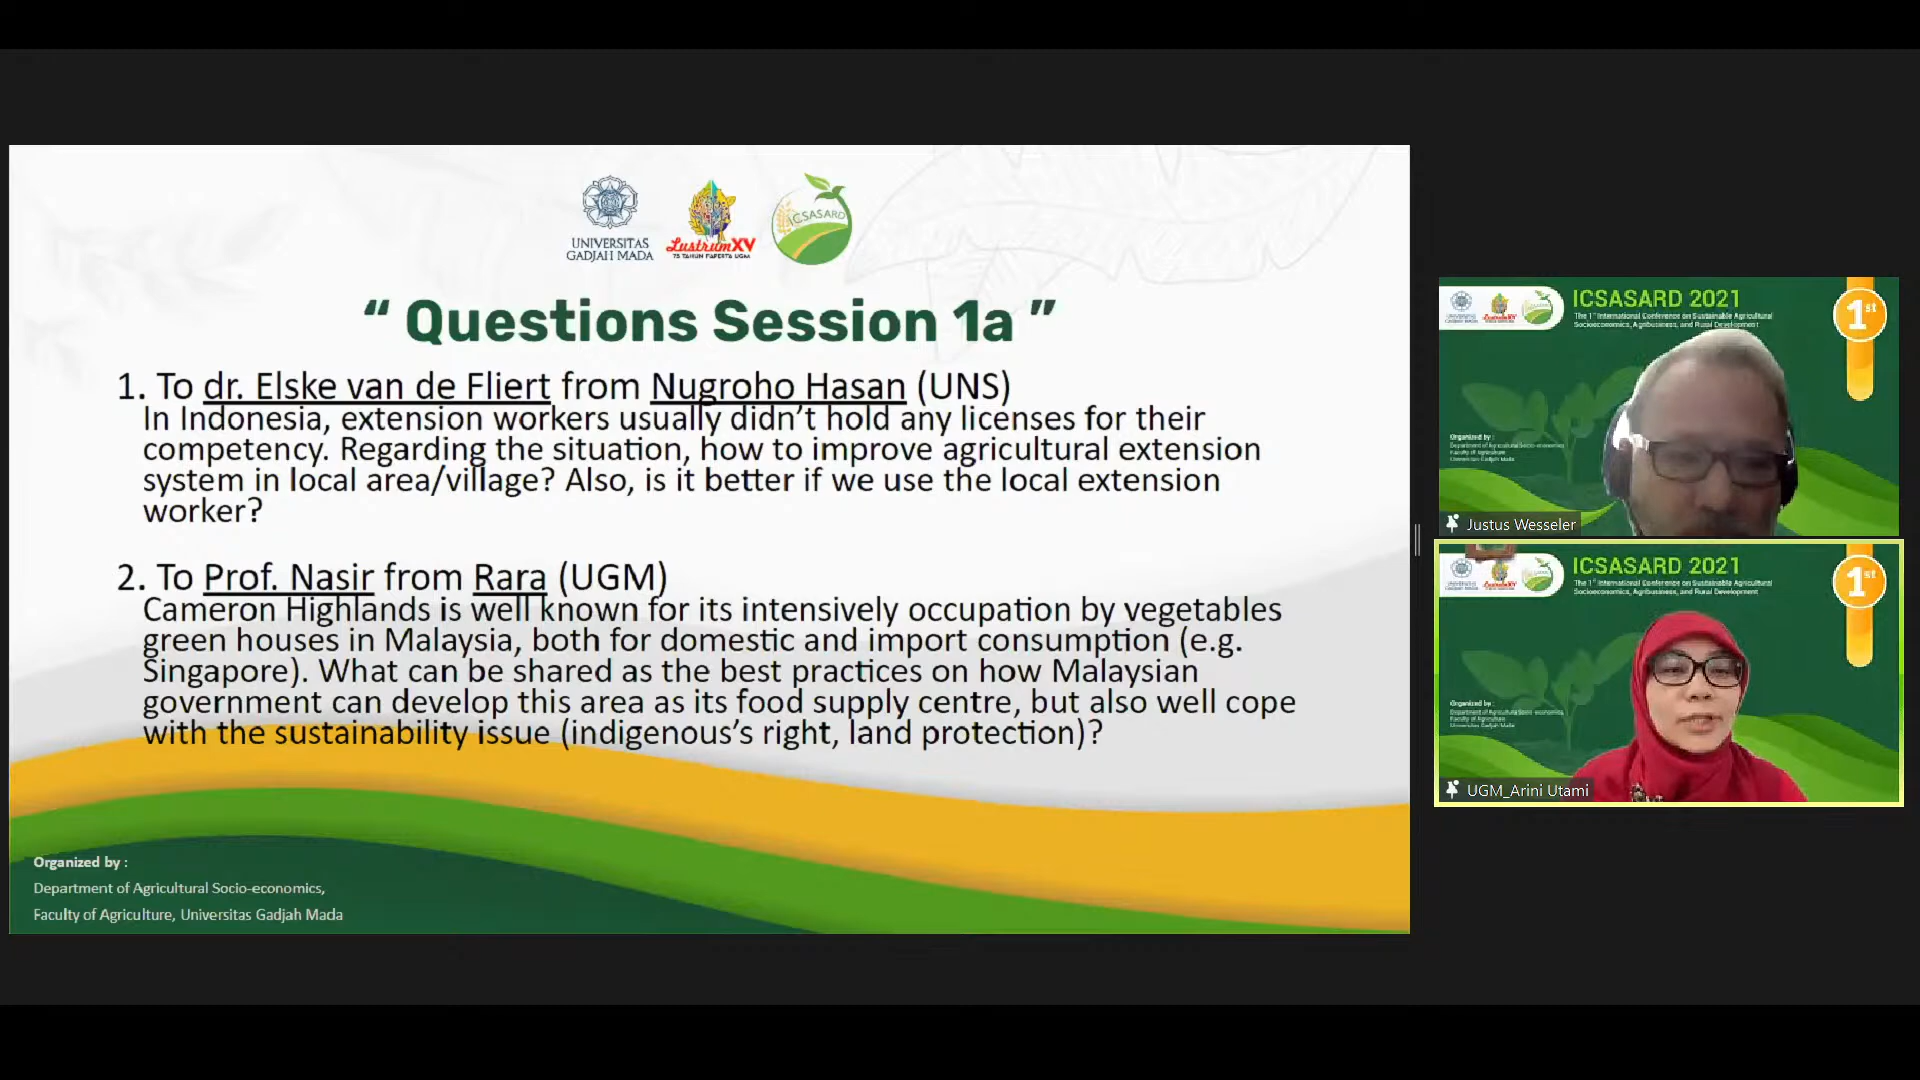 UNIVERSITAS
GADJAH MADA
LustrumXV
75 TAHUN FAPERTA UGM
ICSASARD
“ Questions Session 1a ”
1. To dr. Elske van de Fliert from Nugroho Hasan (UNS)
In Indonesia, extension workers usually didn’t hold any licenses for their
competency. Regarding the situation, how to improve agricultural extension
system in local area/village? Also, is it better if we use the local extension
worker?
2. To Prof. Nasir from Rara (UGM)
Cameron Highlands is well known for its intensively occupation by vegetables
green houses in Malaysia, both for domestic and import consumption (e.g.
Singapore). What can be shared as the best practices on how Malaysian
government can develop this area as its food supply centre, but also well cope
with the sustainability issue (indigenous’s right, land protection)?
Organized by :
Department of Agricultural Socio-economics,
Faculty of Agriculture, Universitas Gadjah Mada
ICSASARD 2021
The 1st International Conference on Sustainable Agricultural
Socioeconomics, Agribusiness, and Rural Development
1st
Organized by :
Department of Agricultural Socio-economics
Faculty of Agriculture
Universitas Gadjah Mada
Justus Wesseler
ICSASARD 2021
The 1st International Conference on Sustainable Agricultural
Socioeconomics, Agribusiness, and Rural Development
1st
Organized by :
Department of Agricultural Socio-economics
Faculty of Agriculture
Universitas Gadjah Mada
UGM_Arini Utami